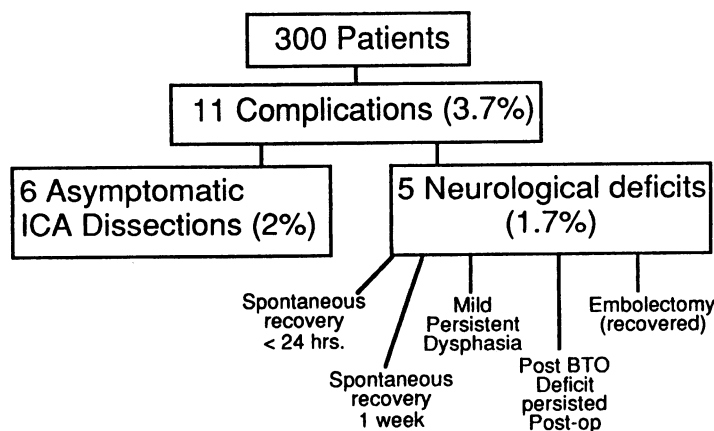 300 Patients
11 Complications (3.7%)
6 Asymptomatic
ICA Dissections (2%)
5 Neurological deficits
(1.7%)
Spontaneous
recovery
< 24 hrs.
Spontaneous
recovery
1 week
Mild
Persistent
Dysphasia
Post BTO
Deficit
persisted
Post-op
Embolectomy
(recovered)